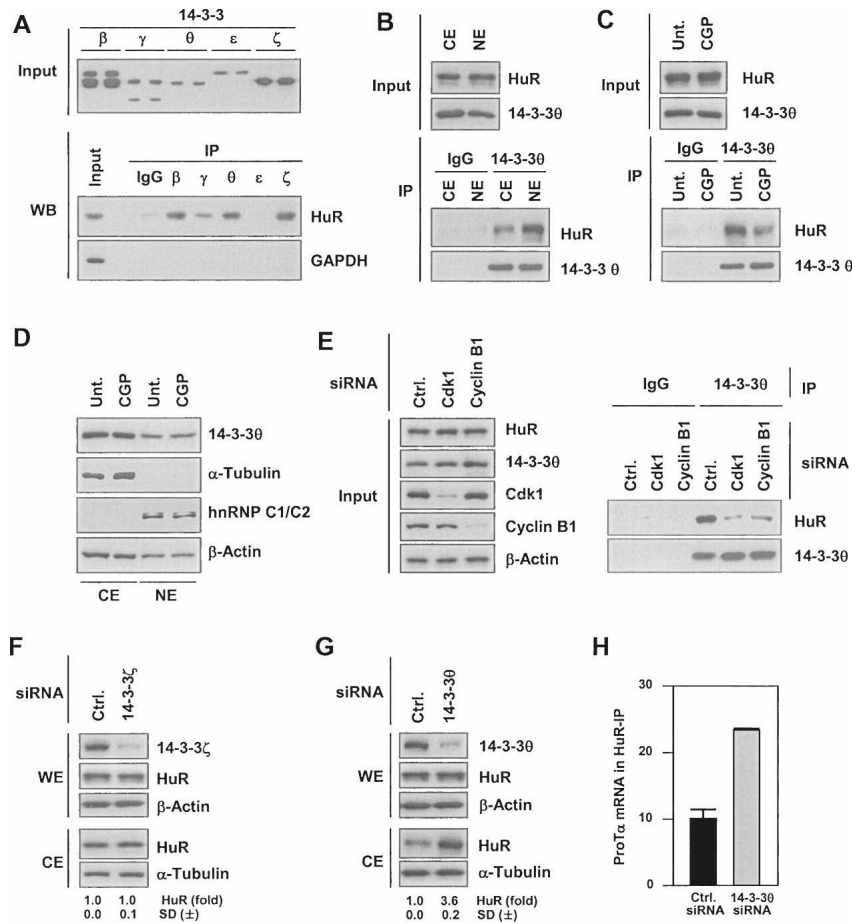 A
14-3-3
β γ θ ε ζ
Input
IP
Input IgG β γ θ ε ζ
WB
HuR
GAPDH
B
CE NE
Input
HuR
14-3-3θ
IgG 14-3-3θ
CE NE CE NE
IP
HuR
14-3-3 θ
C
Unt. CGP
Input
HuR
14-3-3θ
IgG 14-3-3θ
Unt. CGP Unt. CGP
IP
HuR
14-3-3 θ
D
Unt. CGP Unt. CGP
14-3-3θ
α-Tubulin
hnRNP C1/C2
β-Actin
CE NE
E
siRNA
Ctrl. Cdk1 Cyclin B1
Input
HuR
14-3-3θ
Cdk1
Cyclin B1
β-Actin
IgG 14-3-3θ IP
Ctrl. Cdk1 Cyclin B1 Ctrl. Cdk1 Cyclin B1 siRNA
HuR
14-3-3θ
F
siRNA
Ctrl. 14-3-3ζ
14-3-3ζ
WE
HuR
β-Actin
CE
HuR
α-Tubulin
1.0 1.0 HuR (fold)
0.0 0.1 SD (±)
G
siRNA
Ctrl. 14-3-3θ
14-3-3θ
WE
HuR
β-Actin
CE
HuR
α-Tubulin
1.0 3.6 HuR (fold)
0.0 0.2 SD (±)
H
ProTα mRNA in HuR-IP
30
20
10
0
Ctrl. siRNA
14-3-3θ siRNA